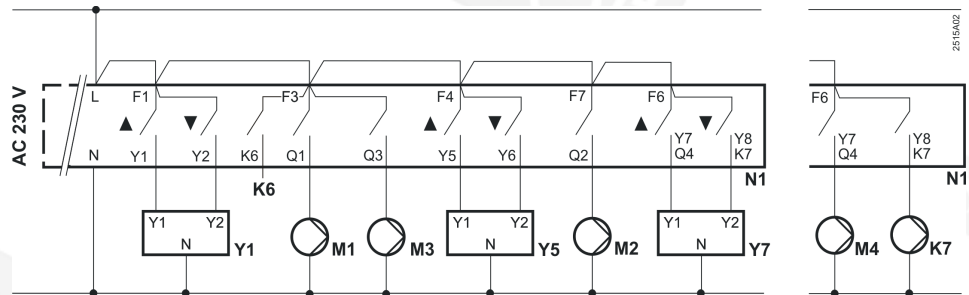 2515A02
AC 230 V
L F1 F3 F4 F7 F6 F6
▲ ▼ ▲ ▼ ▲ ▼
Y7 Y8 Y7 Y8
N Y1 Y2 K6 Q1 Q3 Y5 Y6 Q2 Q4 K7 Q4 K7
K6 N1 N1
Y1 Y2 Y1 Y2 Y1 Y2
N Y1 M1 M3 N Y5 M2 N Y7 M4 K7